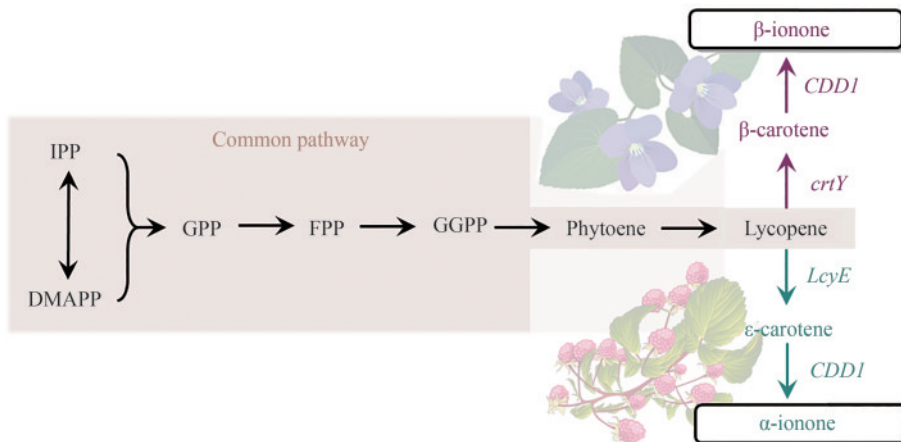 β-ionone
CDD1
β-carotene
crtY
Common pathway
IPP
DMAPP
GPP
FPP
GGPP
Phytoene
Lycopene
LcyE
ε-carotene
CDD1
α-ionone